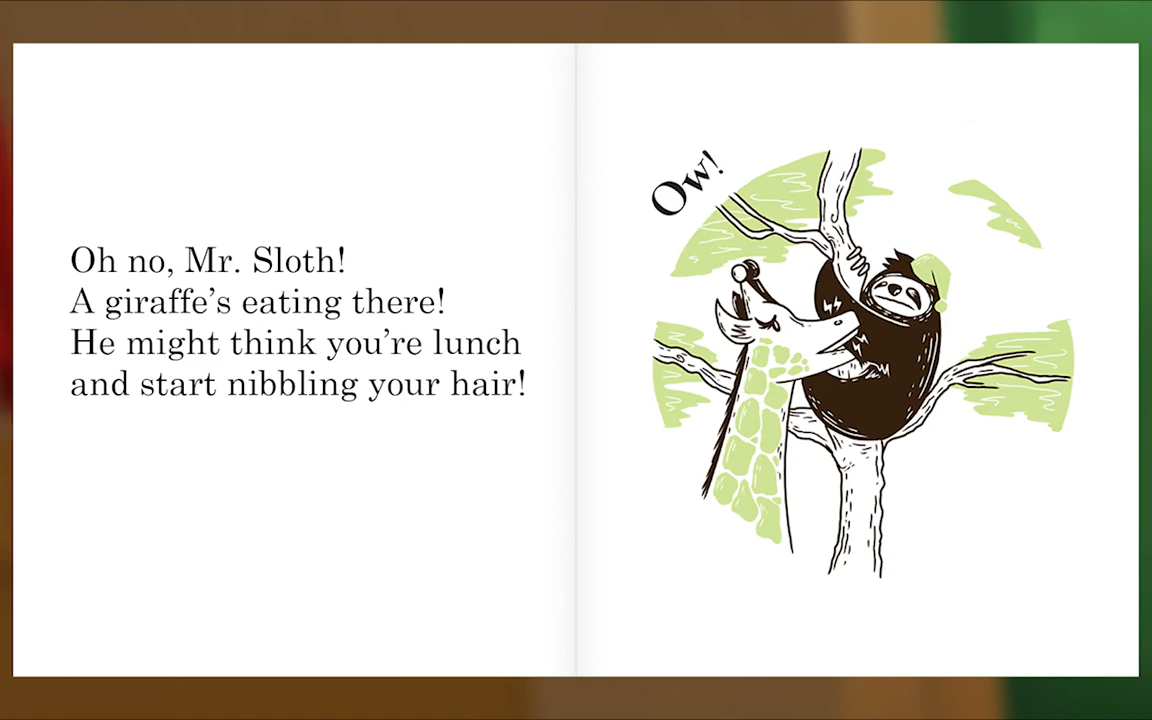 Oh no, Mr. Sloth!
A giraffe's eating there!
He might think you're lunch
and start nibbling your hair!
Ow!